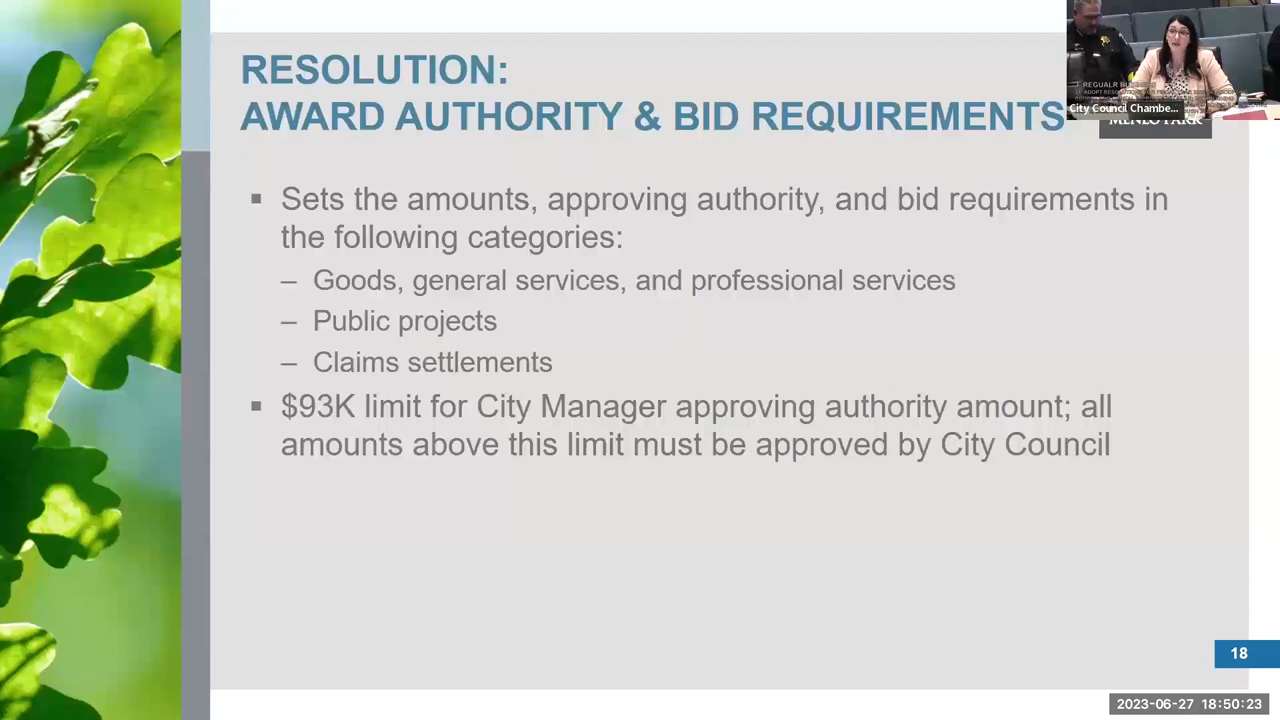 RESOLUTION:
AWARD AUTHORITY & BID REQUIREMENTS
▪ Sets the amounts, approving authority, and bid requirements in
the following categories:
– Goods, general services, and professional services
– Public projects
– Claims settlements
▪ $93K limit for City Manager approving authority amount; all
amounts above this limit must be approved by City Council
City Council Chambe...
MENLO PARK
18
2023-06-27 18:50:23